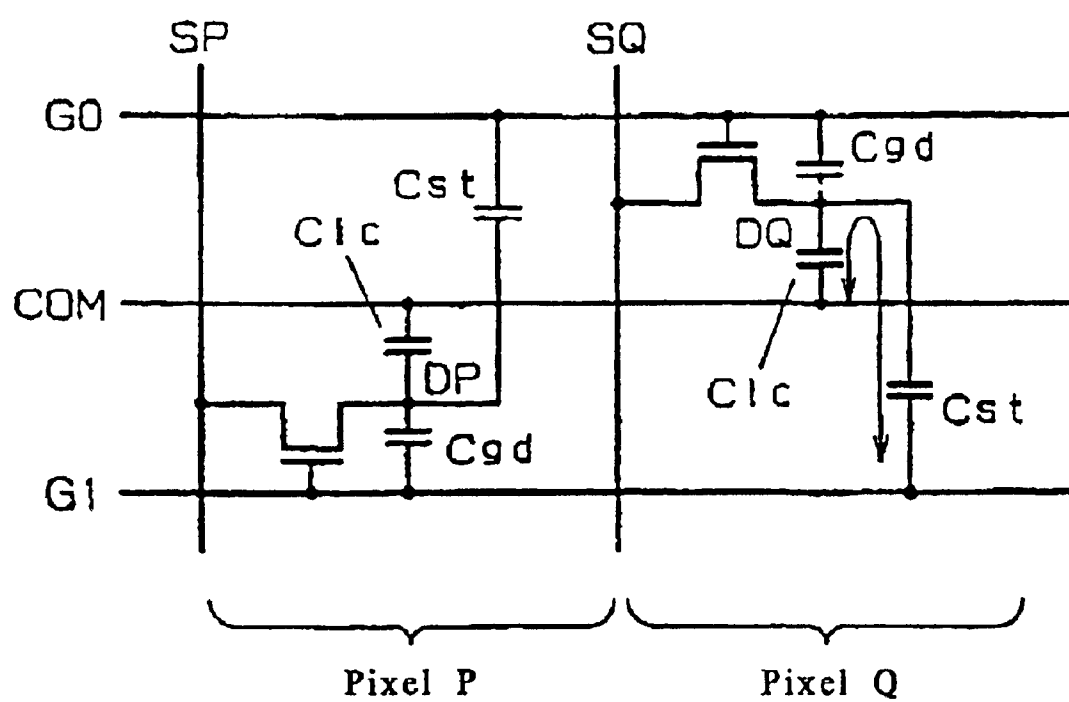 SP SQ
G0
Cgd
Cst
Clc
DQ
COM
DP
Clc
Cst
Cgd
G1
Pixel P Pixel Q